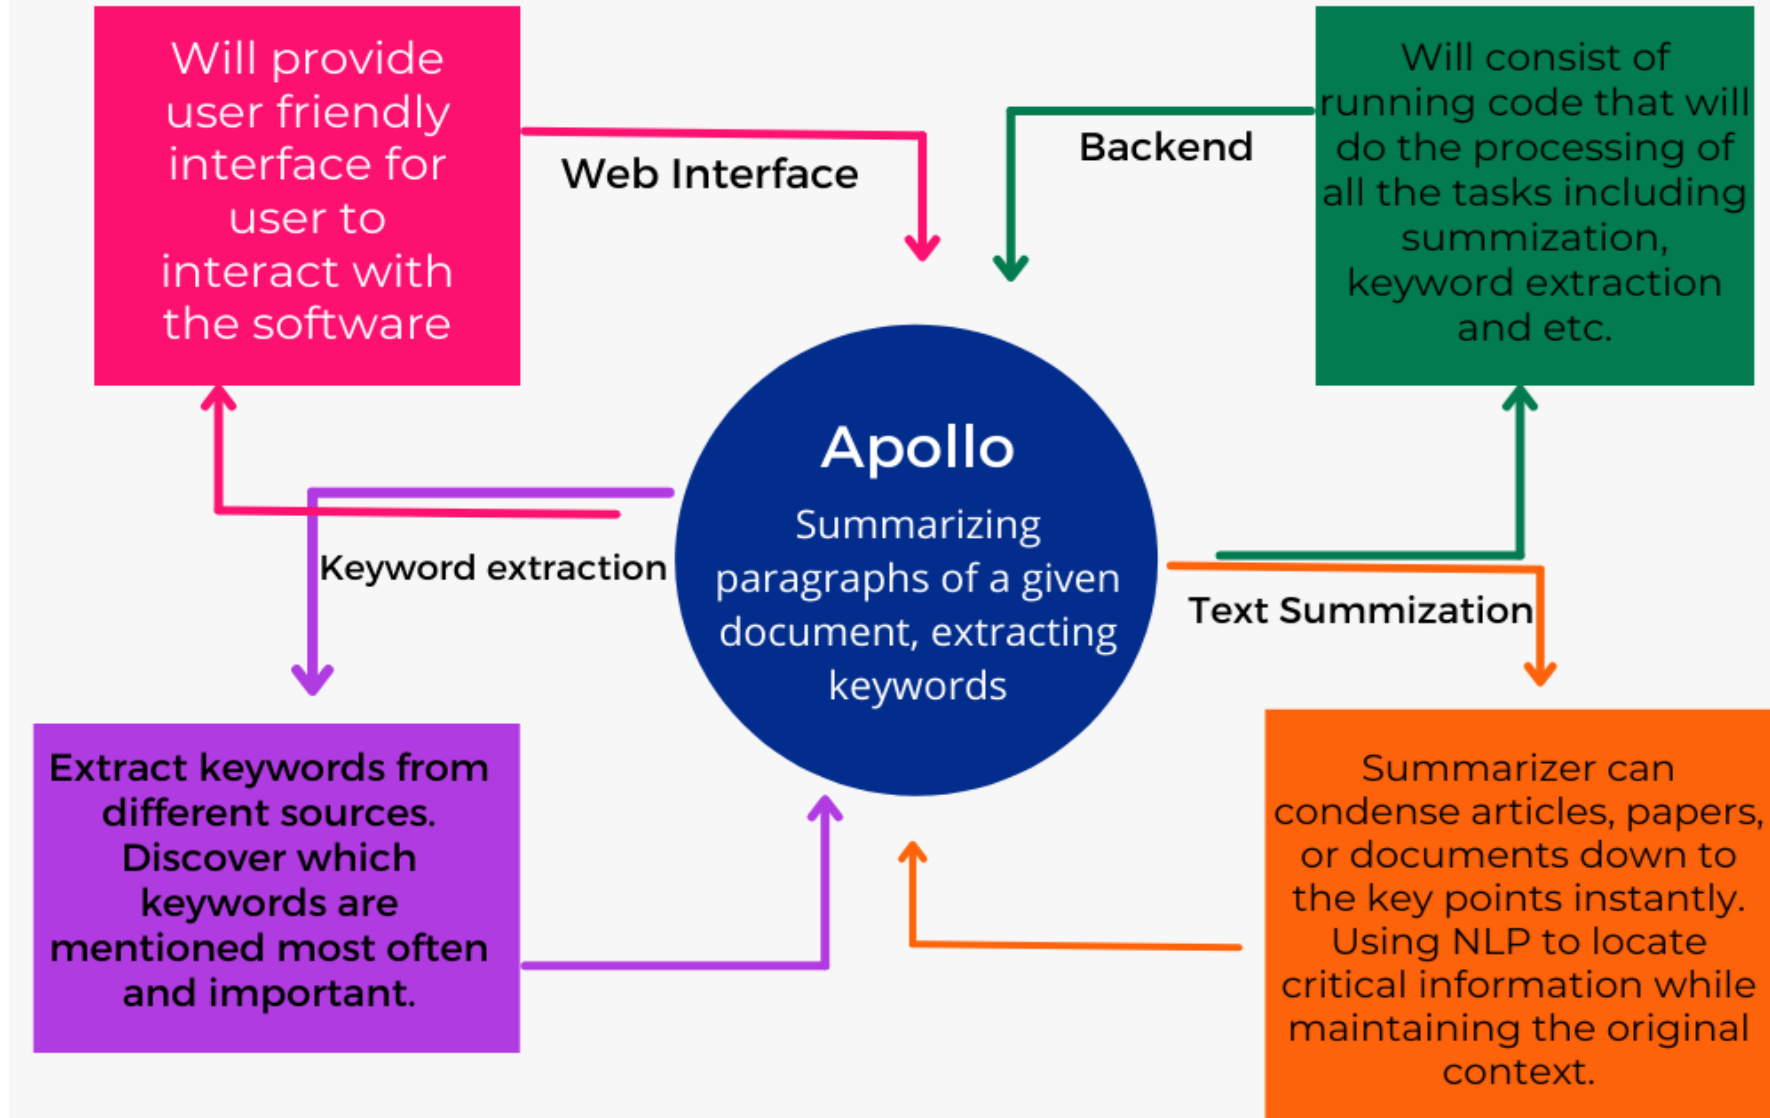 Will provide
user friendly
interface for
user to
interact with
the software
Web Interface
Backend
Will consist of
running code that will
do the processing of
all the tasks including
summization,
keyword extraction
and etc.
Apollo
Summarizing
paragraphs of a given
document, extracting
keywords
Keyword extraction
Text Summization
Extract keywords from
different sources.
Discover which
keywords are
mentioned most often
and important.
Summarizer can
condense articles, papers,
or documents down to
the key points instantly.
Using NLP to locate
critical information while
maintaining the original
context.